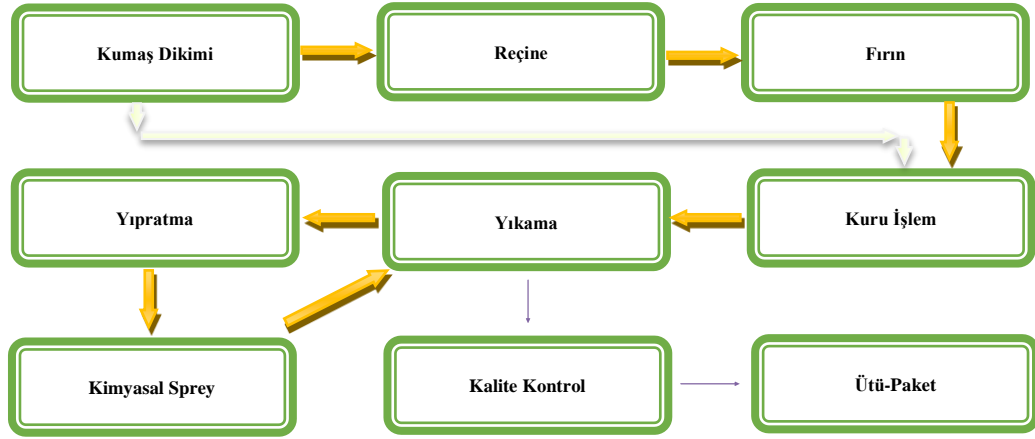 Kumaş Dikimi
Reçine
Fırın
Yıpratma
Yıkama
Kuru İşlem
Kimyasal Sprey
Kalite Kontrol
Ütü-Paket